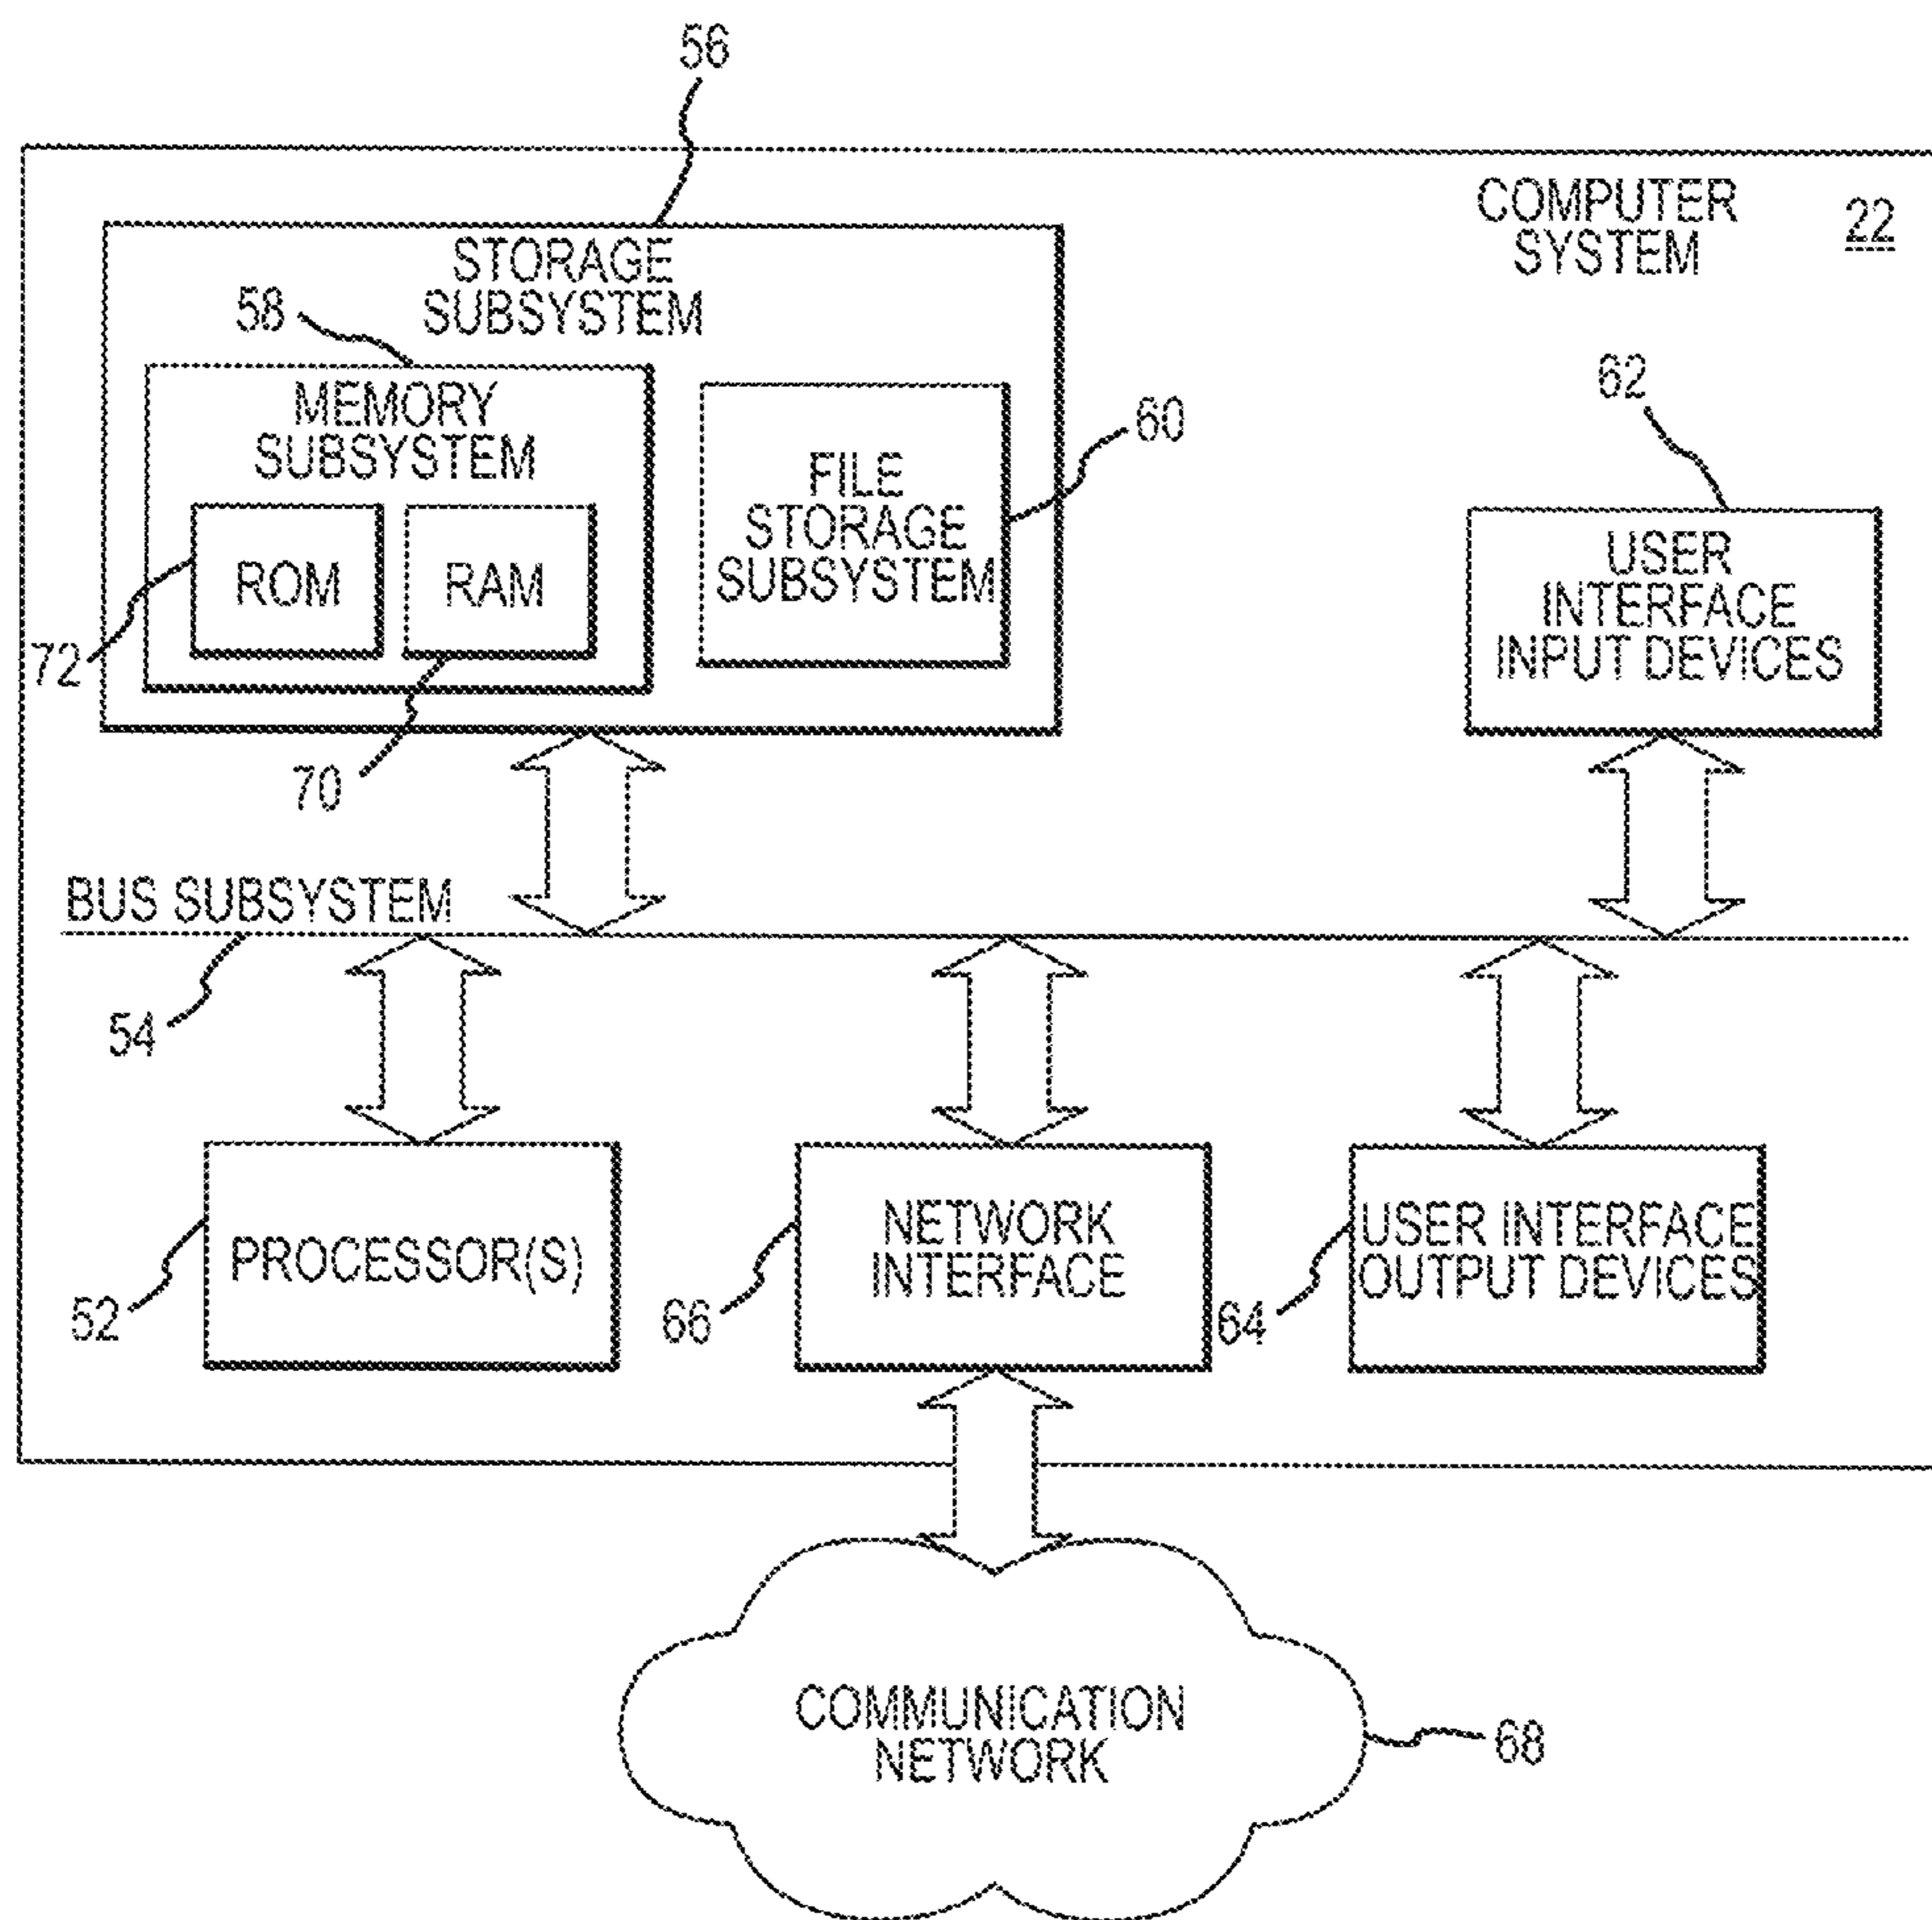 56
COMPUTER
SYSTEM
22
STORAGE
SUBSYSTEM
58
MEMORY
SUBSYSTEM
62
60
FILE
STORAGE
SUBSYSTEM
ROM
RAM
USER
INTERFACE
INPUT DEVICES
72
70
BUS SUBSYSTEM
54
PROCESSOR(S)
NETWORK
INTERFACE
USER INTERFACE
OUTPUT DEVICES
52
66
64
COMMUNICATION
NETWORK
68